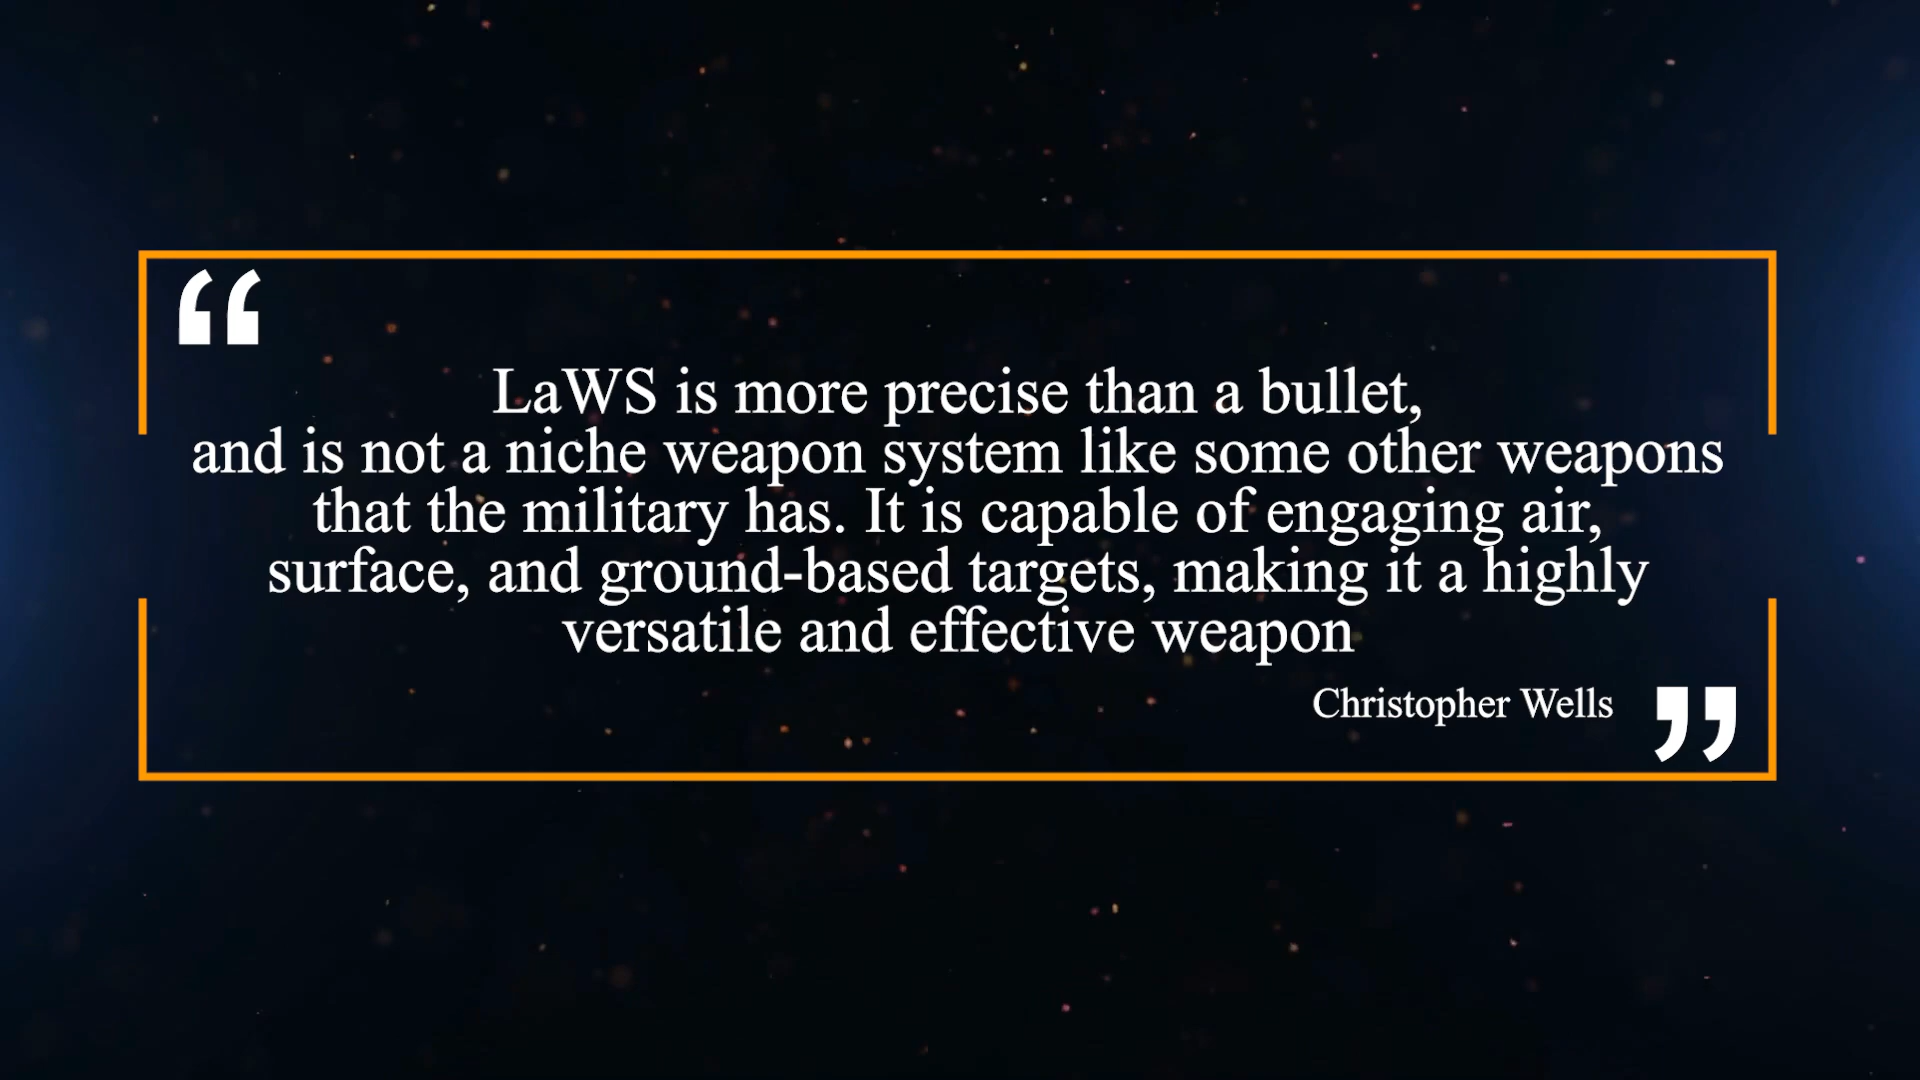 “
LaWS is more precise than a bullet,
and is not a niche weapon system like some other weapons
that the military has. It is capable of engaging air,
surface, and ground-based targets, making it a highly
versatile and effective weapon
Christopher Wells ”